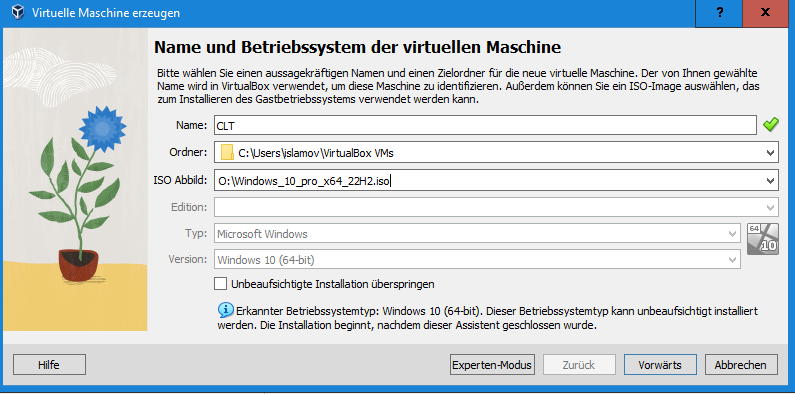 Virtuelle Maschine erzeugen
?
X
Name und Betriebssystem der virtuellen Maschine
Bitte wählen Sie einen aussagekräftigen Namen und einen Zielordner für die neue virtuelle Maschine. Der von Ihnen gewählte
Name wird in VirtualBox verwendet, um diese Maschine zu identifizieren. Außerdem können Sie ein ISO-Image auswählen, das
zum Installieren des Gastbetriebssystems verwendet werden kann.
Name: CLT
Ordner: C:\Users\islamov\VirtualBox VMs
ISO Abbild: O:\Windows_10_pro_x64_22H2.iso
Edition:
Typ: Microsoft Windows
64
10
Version: Windows 10 (64-bit)
Unbeaufsichtigte Installation überspringen
Erkannter Betriebssystemtyp: Windows 10 (64-bit). Dieser Betriebssystemtyp kann unbeaufsichtigt installiert
werden. Die Installation beginnt, nachdem dieser Assistent geschlossen wurde.
Hilfe Experten-Modus Zurück Vorwärts Abbrechen